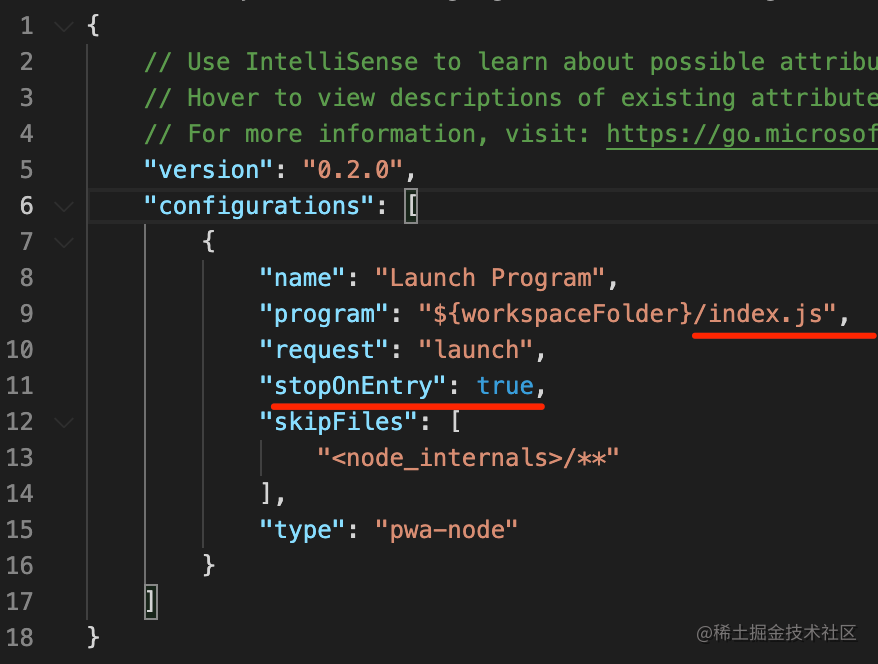 1 {
2 // Use IntelliSense to learn about possible attribu
3 // Hover to view descriptions of existing attribute
4 // For more information, visit: https://go.microsof
5 "version": "0.2.0",
6 "configurations": [
7 {
8 "name": "Launch Program",
9 "program": "${workspaceFolder}/index.js",
10 "request": "launch",
11 "stopOnEntry": true,
12 "skipFiles": [
13 "<node_internals>/**"
14 ],
15 "type": "pwa-node"
16 }
17 ]
18 }
@稀土掘金技术社区